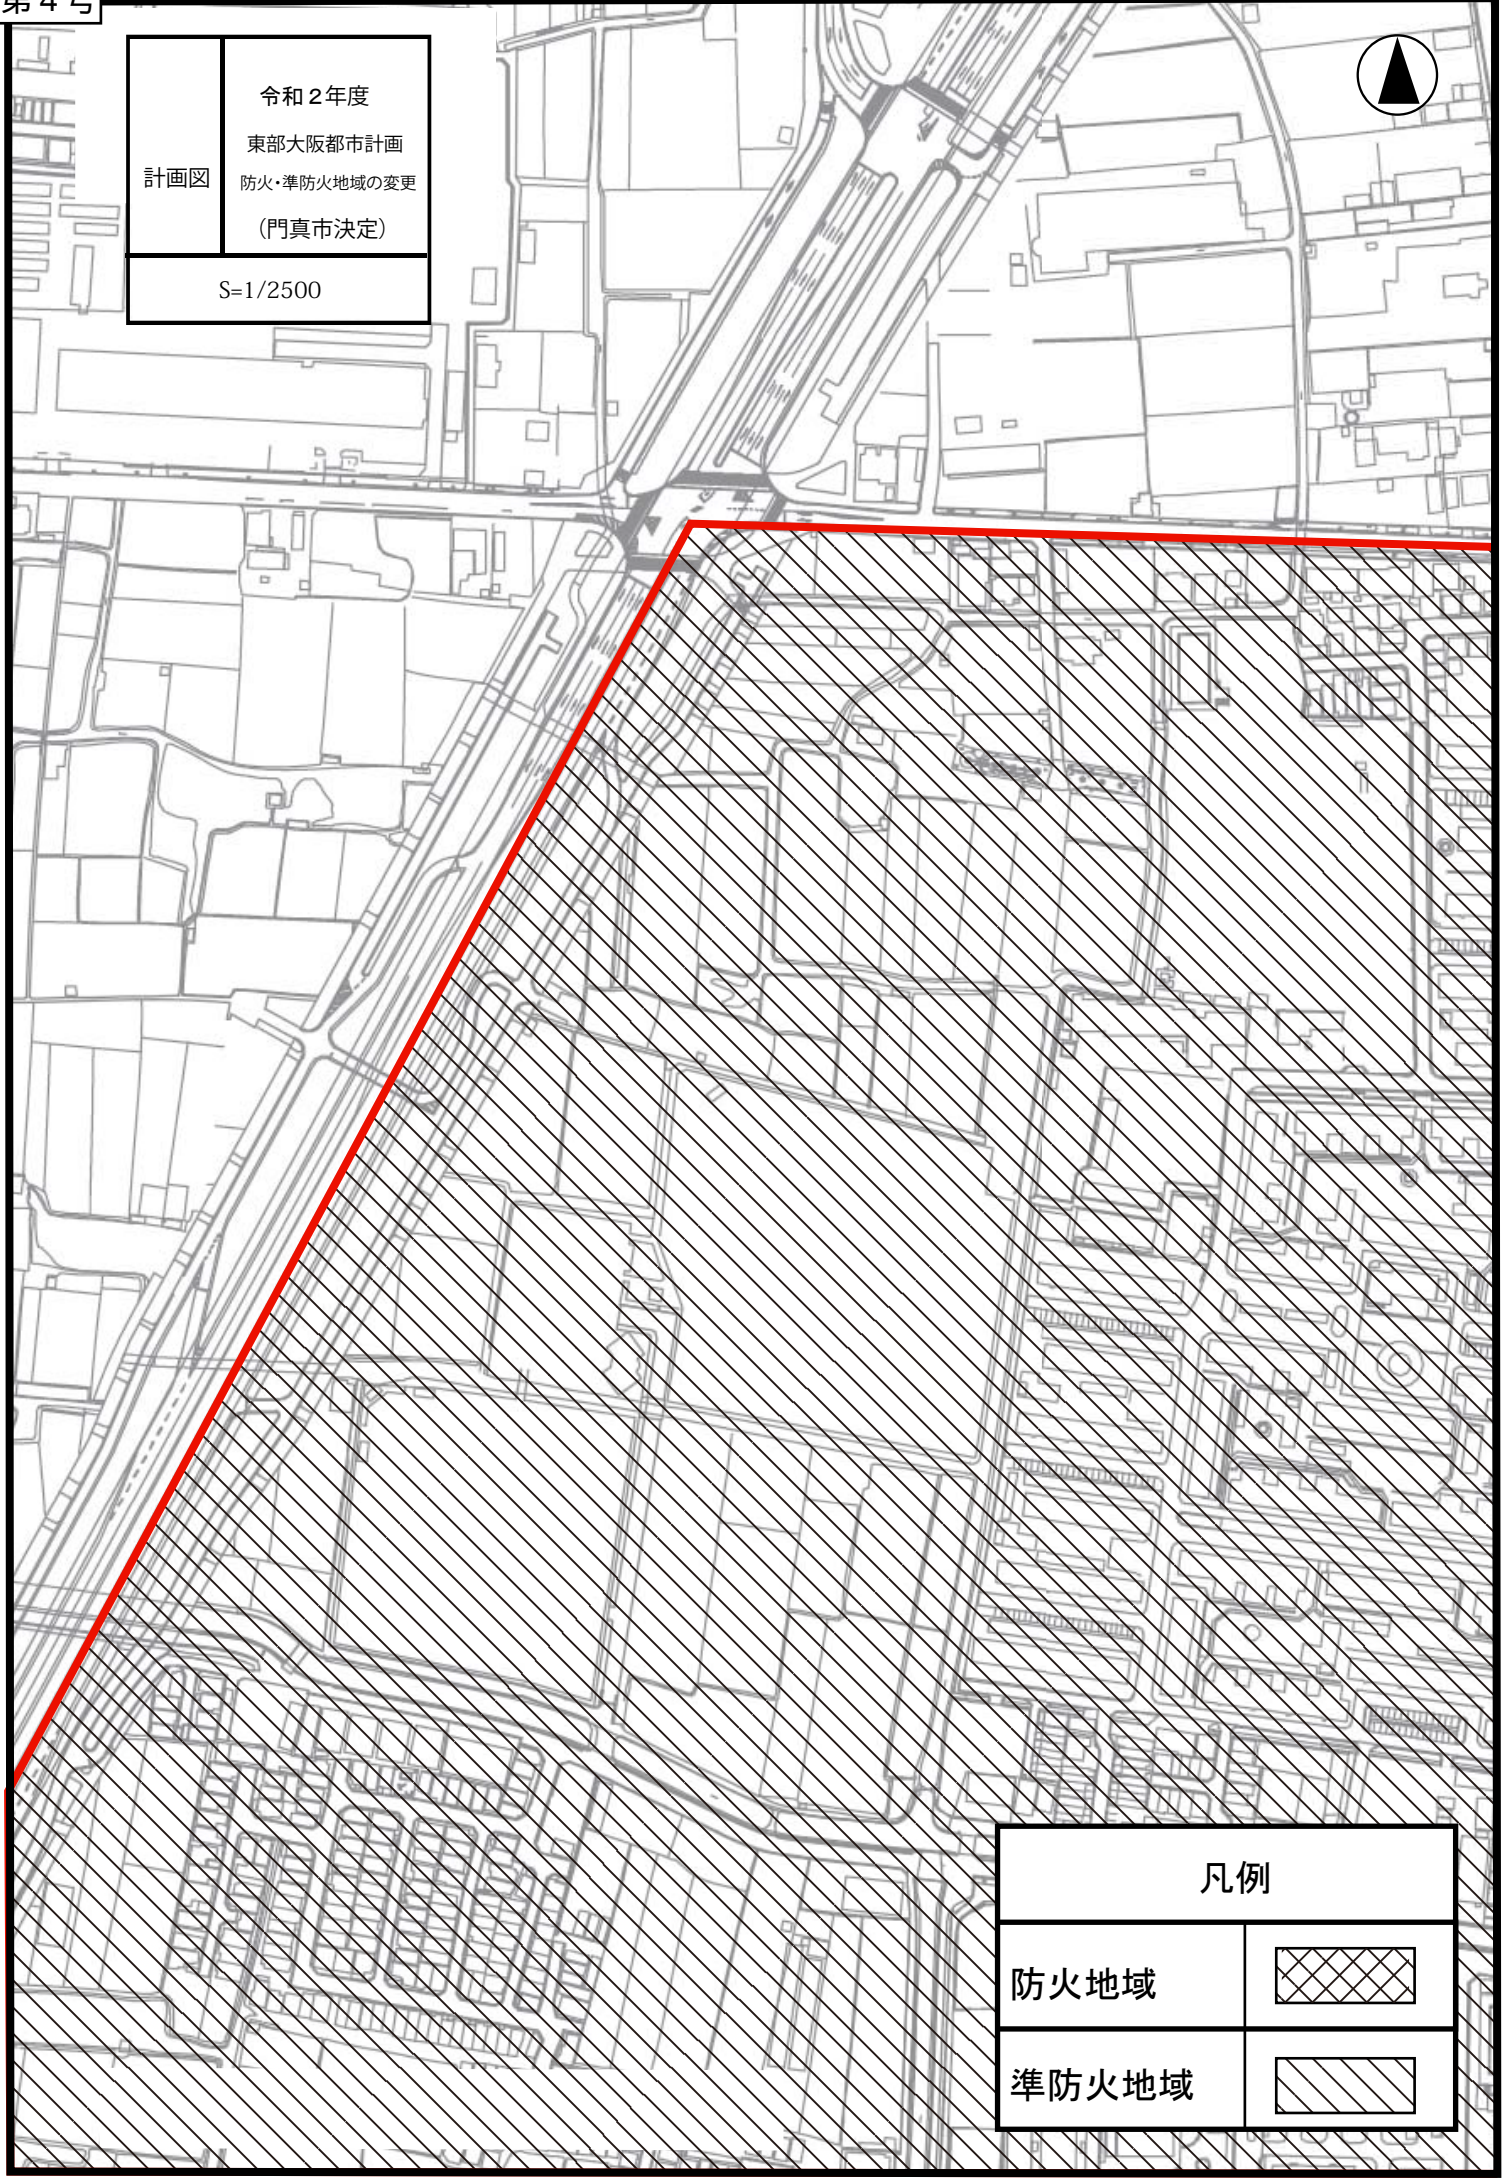 第４号
計画図
令和２年度
東部大阪都市計画
防火・準防火地域の変更
（門真市決定）
S=1/2500
凡例
防火地域
準防火地域